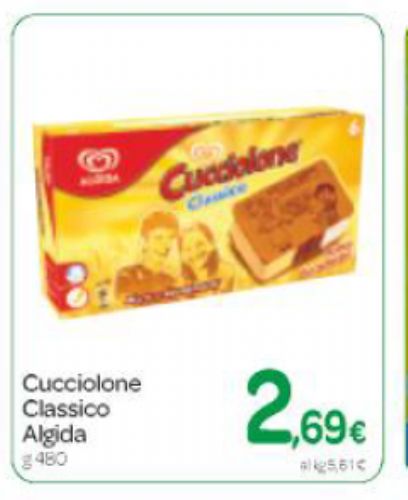 ALGIDA
Cucciolone
Classico
Cucciolone
Classico
Algida
g 480
2,69€
al kg 5,61€